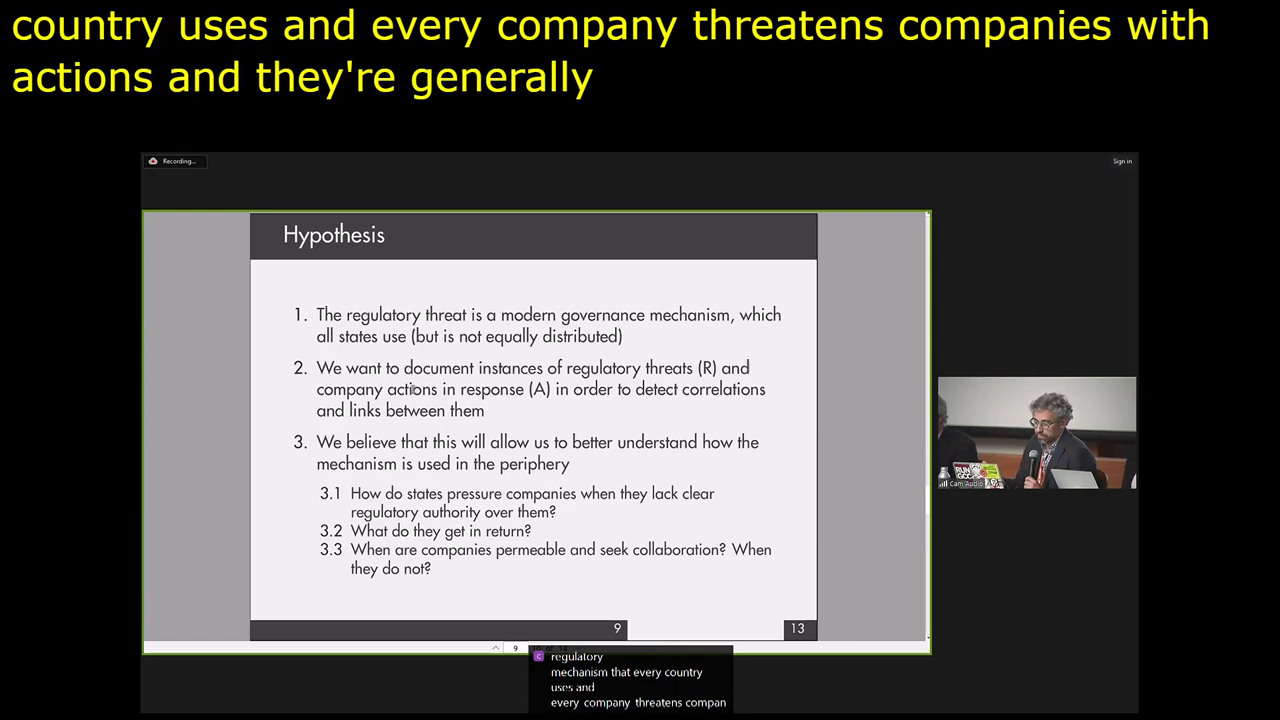 country uses and every company threatens companies with
actions and they're generally
Recording...
Sign in
Hypothesis
1. The regulatory threat is a modern governance mechanism, which
all states use (but is not equally distributed)
2. We want to document instances of regulatory threats (R) and
company actions in response (A) in order to detect correlations
and links between them
3. We believe that this will allow us to better understand how the
mechanism is used in the periphery
3.1 How do states pressure companies when they lack clear
regulatory authority over them?
3.2 What do they get in return?
3.3 When are companies permeable and seek collaboration? When
they do not?
9
13
RUN
GCC
Cam Audio
9
C
regulatory
mechanism that every country
uses and
every company threatens compan